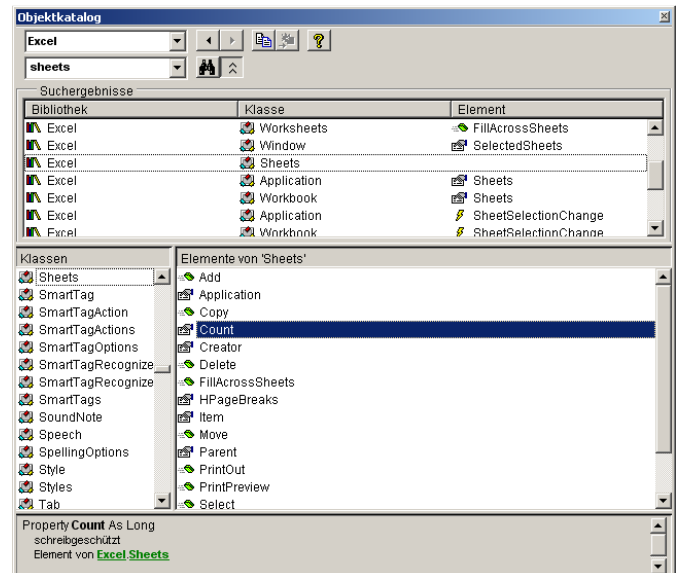 Objektkatalog
Excel
sheets
Suchergebnisse
Bibliothek Klasse Element
Excel Worksheets FillAcrossSheets
Excel Window SelectedSheets
Excel Sheets
Excel Application Sheets
Excel Workbook Sheets
Excel Application SheetSelectionChange
Excel Workbook SheetSelectionChange
Klassen Elemente von 'Sheets'
Sheets Add
SmartTag Application
SmartTagAction Copy
SmartTagActions Count
SmartTagOptions Creator
SmartTagRecognize Delete
SmartTagRecognize FillAcrossSheets
SmartTags HPageBreaks
SoundNote Item
Speech Move
SpellingOptions Parent
Style PrintOut
Styles PrintPreview
Tab Select
Property Count As Long
schreibgeschützt
Element von Excel.Sheets